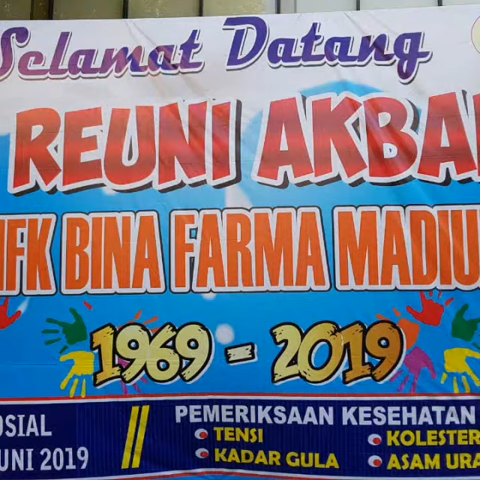 Selamat Datang
REUNI AKBA
FK BINA FARMA MADIU
1969 - 2019
OSIAL
UNI 2019
//
PEMERIKSAAN KESEHATAN
TENSI
KOLESTER
KADAR GULA
ASAM URA